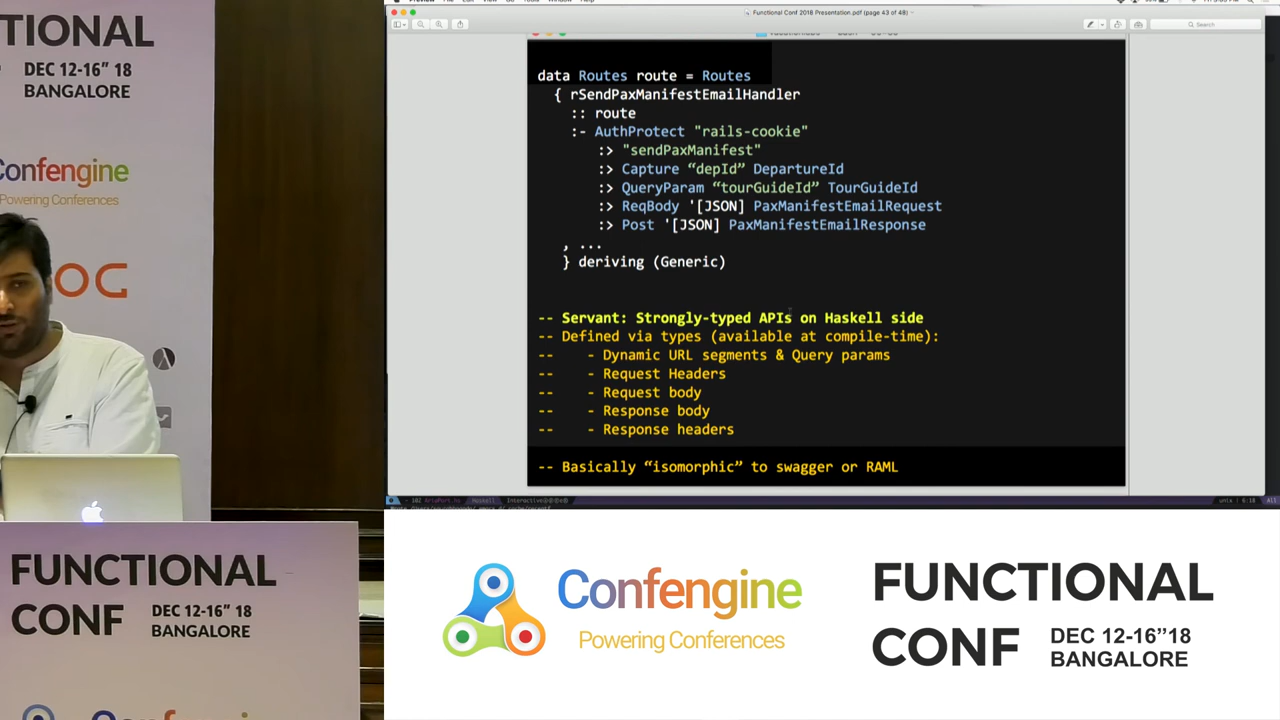 TIONAL
DEC 12-16" 18
BANGALORE
Confengine
Powering Conferences
OG
FUNCTIONAL
CONF
DEC 12-16" 18
BANGALORE
Confengine
Functional Conf 2018 Presentation.pdf (page 43 of 48)
Search
data Routes route = Routes
{ rSendPaxManifestEmailHandler
:: route
:- AuthProtect "rails-cookie"
:> "sendPaxManifest"
:> Capture “depId” DepartureId
:> QueryParam “tourGuideId” TourGuideId
:> ReqBody '[JSON] PaxManifestEmailRequest
:> Post '[JSON] PaxManifestEmailResponse
, ...
} deriving (Generic)
-- Servant: Strongly-typed APIs on Haskell side
-- Defined via types (available at compile-time):
-- - Dynamic URL segments & Query params
-- - Request Headers
-- - Request body
-- - Response body
-- - Response headers
-- Basically “isomorphic” to swagger or RAML
Confengine
Powering Conferences
FUNCTIONAL
CONF
DEC 12-16"18
BANGALORE